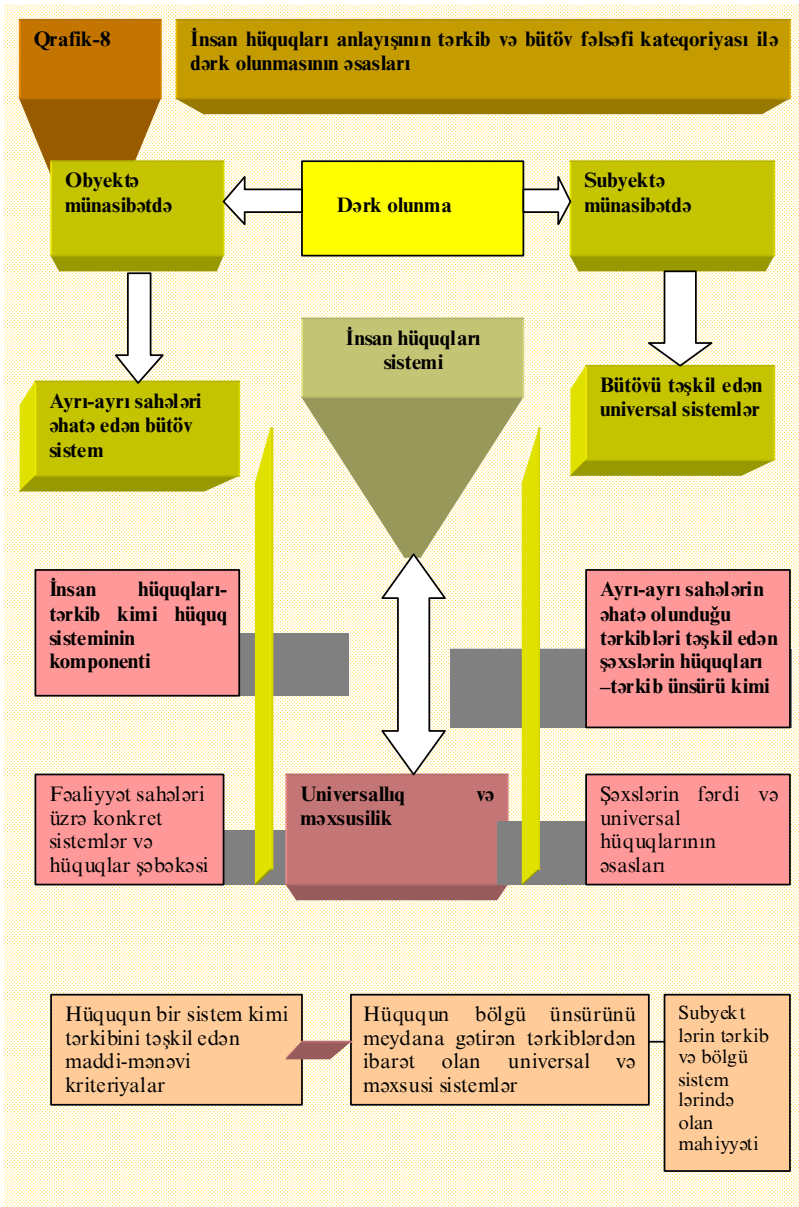 Qrafik-8
İnsan hüquqları anlayışının tərkib və bütöv fəlsəfi kateqoriyası ilə
dərk olunmasının əsasları
Obyektə
münasibətdə
Dərk olunma
Subyektə
münasibətdə
İnsan hüquqları
sistemi
Ayrı-ayrı sahələri
əhatə edən bütöv
sistem
Bütövü təşkil edən
universal sistemlər
İnsan hüquqları-
tərkib kimi hüquq
sisteminin
komponenti
Ayrı-ayrı sahələrin
əhatə olunduğu
tərkibləri təşkil edən
şəxslərin hüquqları
–tərkib ünsürü kimi
Fəaliyyət sahələri
üzrə konkret
sistemlər və
hüquqlar şəbəkəsi
Universallıq və
məxsusilik
Şəxslərin fərdi və
universal
hüquqlarının
əsasları
Hüququn bir sistem kimi
tərkibini təşkil edən
maddi-mənəvi
kriteriyalar
Hüququn bölgü ünsürünü
meydana gətirən tərkiblərdən
ibarət olan universal və
məxsusi sistemlər
Subyekt
lərin tərkib
və bölgü
sistem
lərində
olan
mahiyyəti